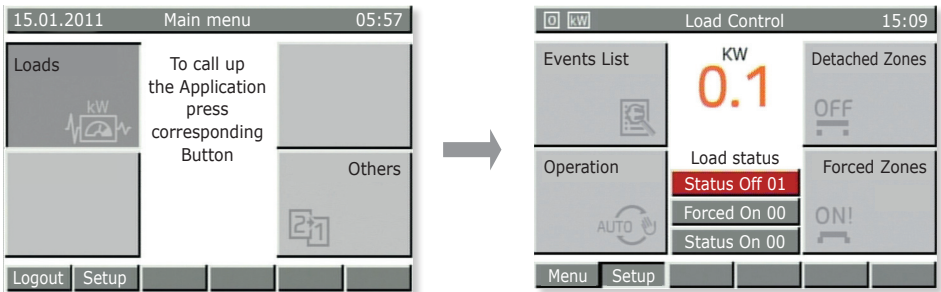 15.01.2011 Main menu 05:57
Loads
kW
To call up
the Application
press
corresponding
Button
Others
2 1
Logout Setup
O kW Load Control 15:09
Events List
KW
0.1
Detached Zones
OFF
Operation
AUTO
Load status
Status Off 01
Forced On 00
Status On 00
Forced Zones
ON!
Menu Setup